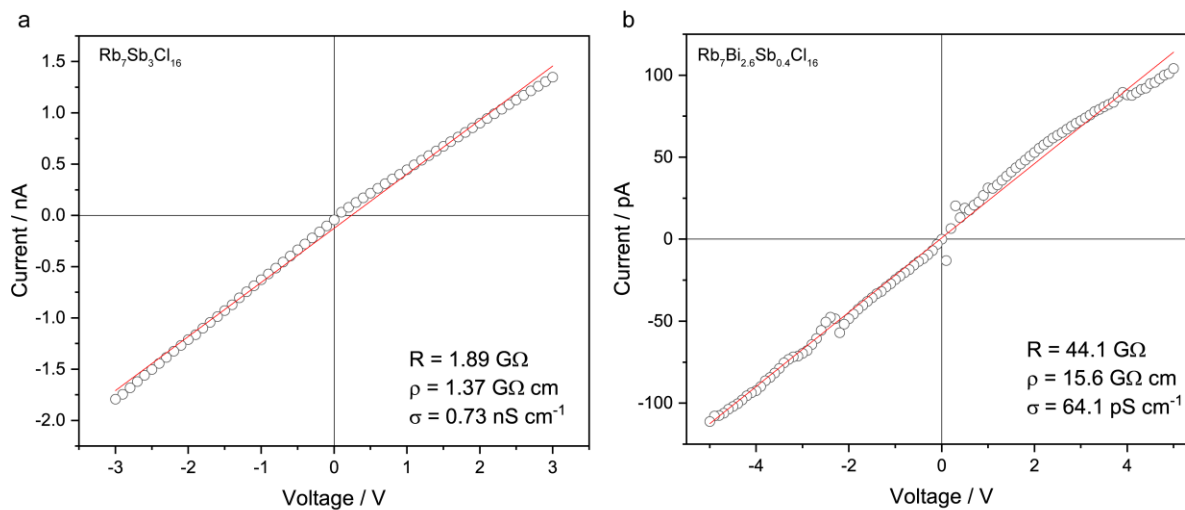 a
Rb₇Sb₃Cl₁₆
Current / nA
1.5
1.0
0.5
0.0
-0.5
-1.0
-1.5
-2.0
R = 1.89 GΩ
ρ = 1.37 GΩ cm
σ = 0.73 nS cm⁻¹
-3 -2 -1 0 1 2 3
Voltage / V
b
Rb₇Bi₂.₆Sb₀.₄Cl₁₆
Current / pA
100
50
0
-50
-100
R = 44.1 GΩ
ρ = 15.6 GΩ cm
σ = 64.1 pS cm⁻¹
-4 -2 0 2 4
Voltage / V